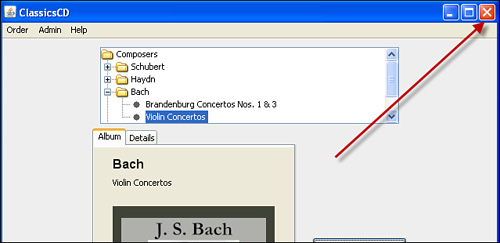 ClassicsCD
Order Admin Help
Composers
Schubert
Haydn
Bach
Brandenburg Concertos Nos. 1 & 3
Violin Concertos
Album Details
Bach
Violin Concertos
J. S. Bach